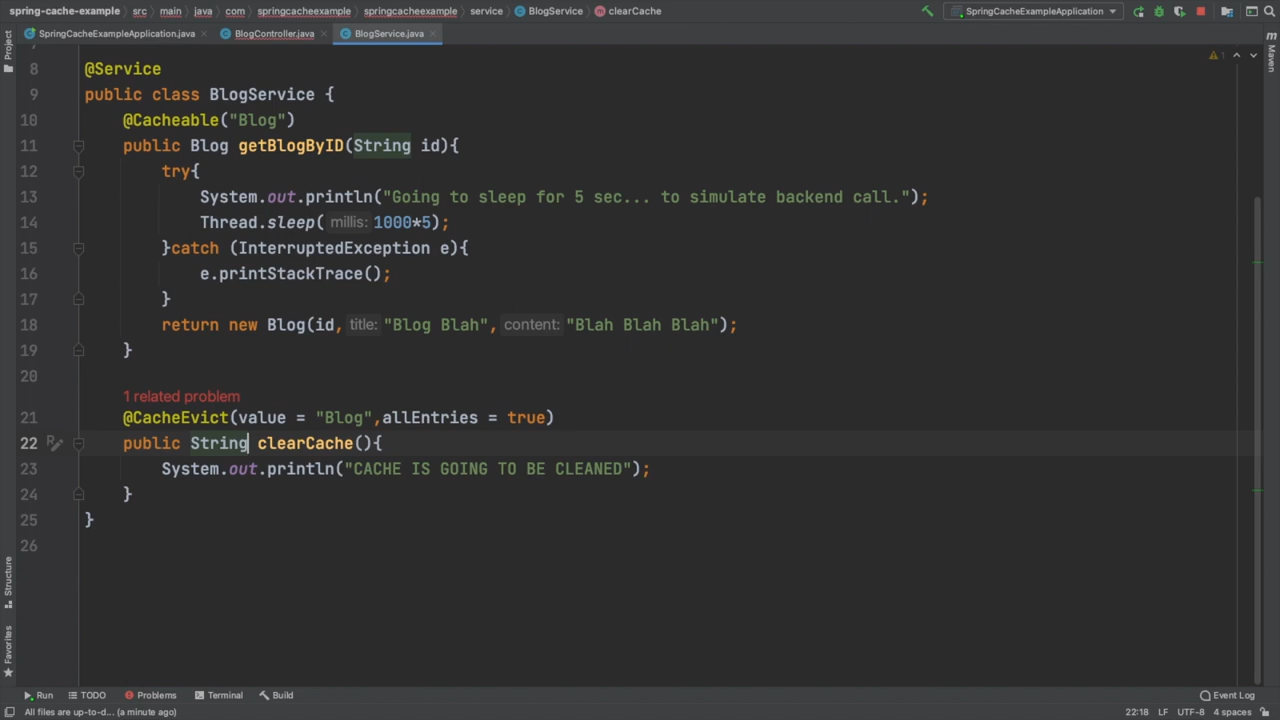 spring-cache-example src main java com springcacheexample springcacheexample service BlogService clearCache SpringCacheExampleApplication
SpringCacheExampleApplication.java BlogController.java BlogService.java
Project
Maven
1
7
8 @Service
9 public class BlogService {
10 @Cacheable("Blog")
11 public Blog getBlogByID(String id){
12 try{
13 System.out.println("Going to sleep for 5 sec... to simulate backend call.");
14 Thread.sleep( millis: 1000*5);
15 }catch (InterruptedException e){
16 e.printStackTrace();
17 }
18 return new Blog(id, title: "Blog Blah", content: "Blah Blah Blah");
19 }
20
1 related problem
21 @CacheEvict(value = "Blog",allEntries = true)
22 public String clearCache(){
23 System.out.println("CACHE IS GOING TO BE CLEANED");
24 }
25 }
26
Structure
Favorites
Run TODO Problems Terminal Build Event Log
All files are up-to-d... (a minute ago) 22:18 LF UTF-8 4 spaces